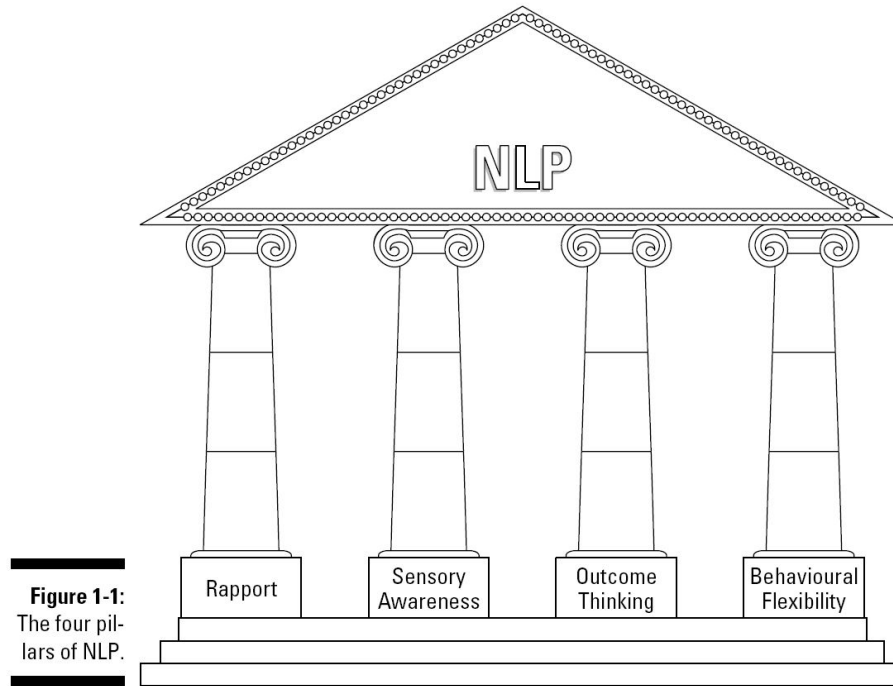 NLP
Rapport
Sensory
Awareness
Outcome
Thinking
Behavioural
Flexibility
Figure 1-1:
The four pil-
lars of NLP.